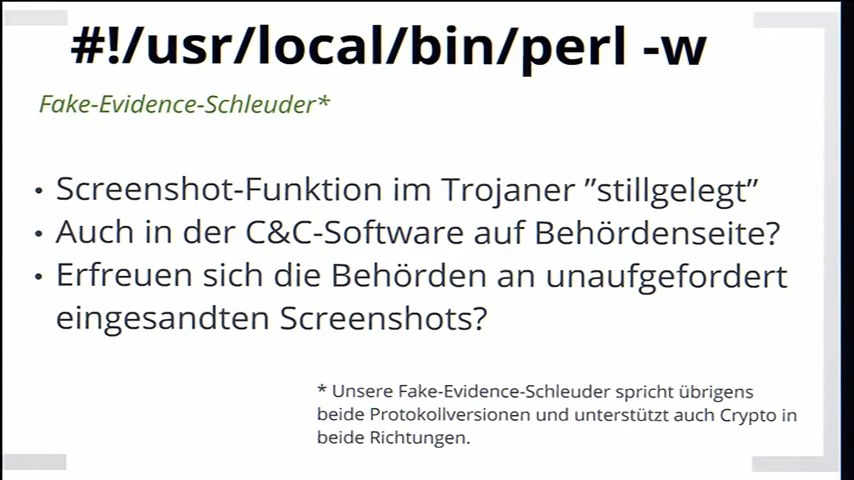 #!/usr/local/bin/perl -w
Fake-Evidence-Schleuder*
• Screenshot-Funktion im Trojaner ”stillgelegt”
• Auch in der C&C-Software auf Behördenseite?
• Erfreuen sich die Behörden an unaufgefordert
eingesandten Screenshots?
* Unsere Fake-Evidence-Schleuder spricht übrigens
beide Protokollversionen und unterstützt auch Crypto in
beide Richtungen.